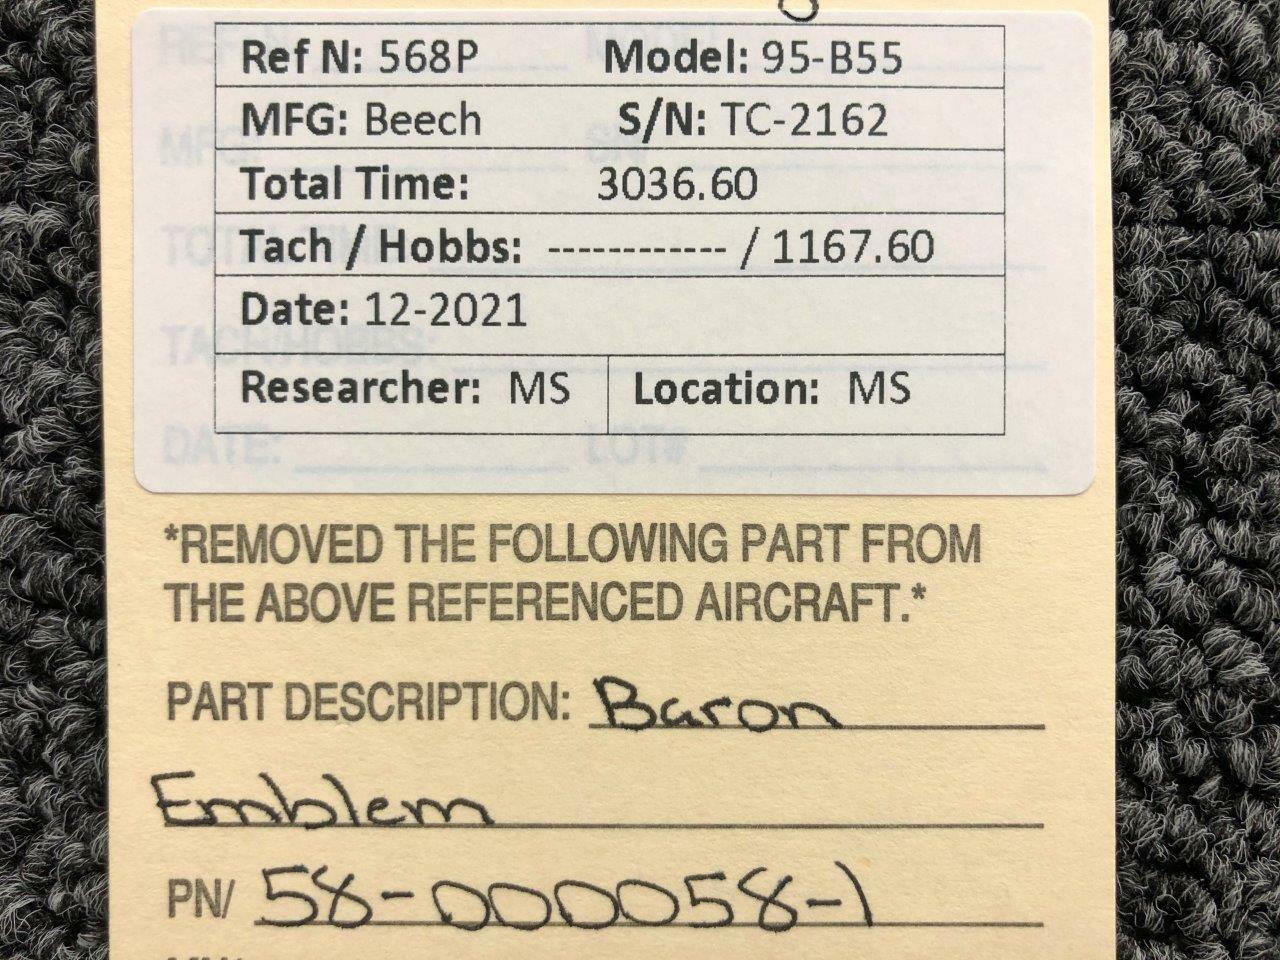 Ref N: 568P Model: 95-B55
MFG: Beech S/N: TC-2162
Total Time: 3036.60
Tach / Hobbs: ------------ / 1167.60
Date: 12-2021
Researcher: MS Location: MS
DATE: LOT#
*REMOVED THE FOLLOWING PART FROM
THE ABOVE REFERENCED AIRCRAFT.*
PART DESCRIPTION: Baron
Emblem
PN/ 58-000058-1